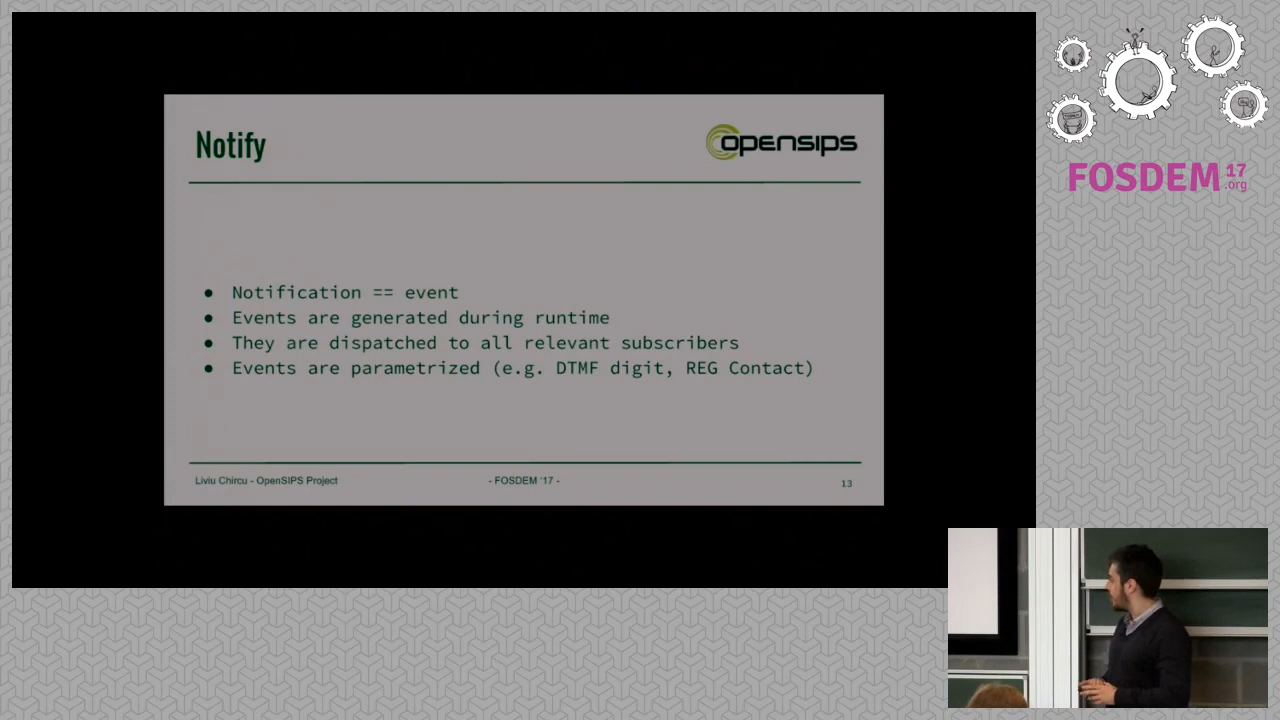 Notify
opensips
● Notification == event
● Events are generated during runtime
● They are dispatched to all relevant subscribers
● Events are parametrized (e.g. DTMF digit, REG Contact)
Liviu Chircu - OpenSIPS Project
- FOSDEM '17 -
13
FOSDEM 17
.org